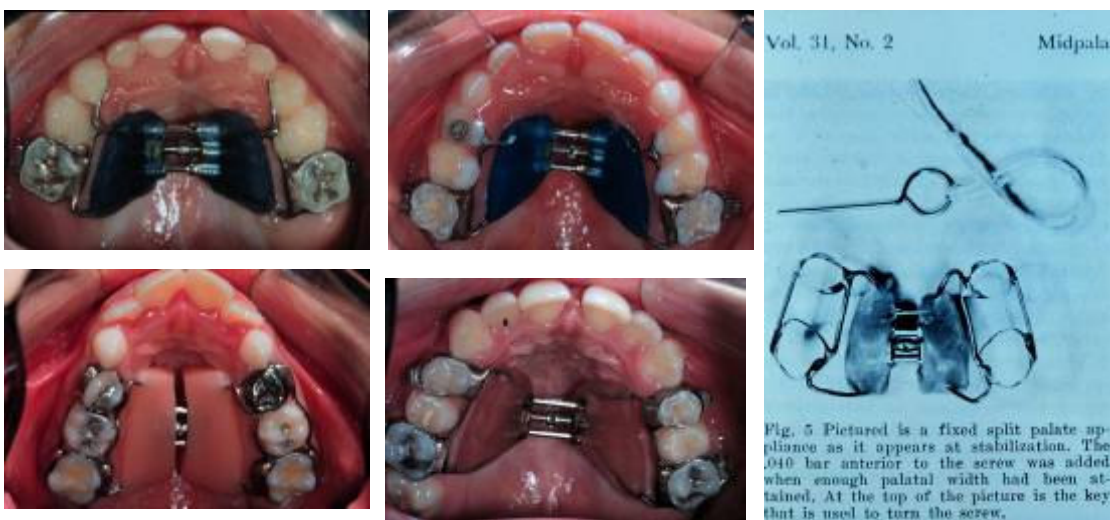 Vol. 31, No. 2 Midpala
Fig. 5 Pictured is a fixed split palate ap-
pliance as it appears at stabilization. The
.040 bar anterior to the screw was added
when enough palatal width had been at-
tained. At the top of the picture is the key
that is used to turn the screw.